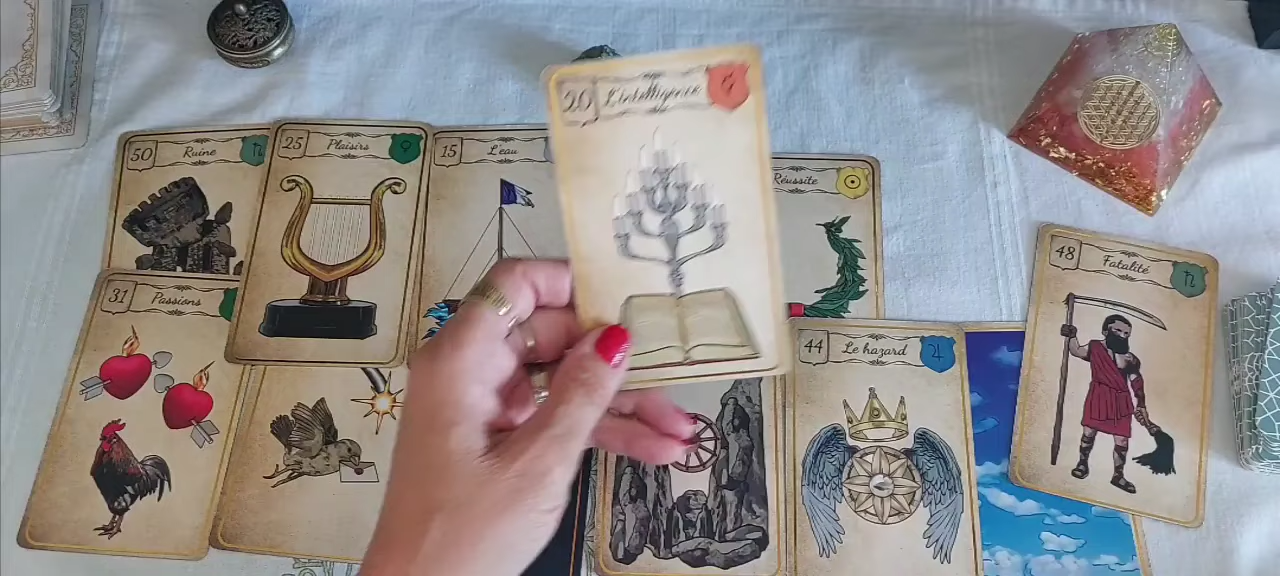 50 Ruine
25 Plaisirs
15 L'eau
20 L'intelligence
Réussite
48 Fatalité
31 Passions
44 Le hazard